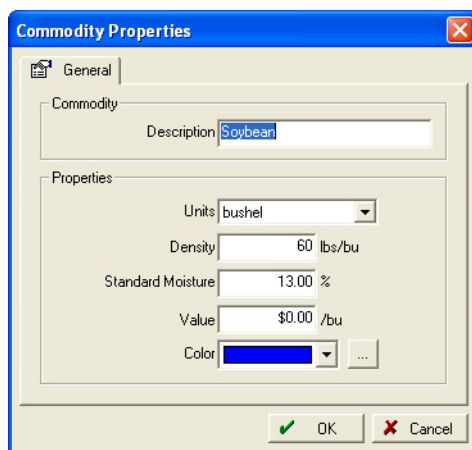 Commodity Properties
General
Commodity
Description Soybean
Properties
Units bushel
Density 60 lbs/bu
Standard Moisture 13.00 %
Value $0.00 /bu
Color ...
OK Cancel